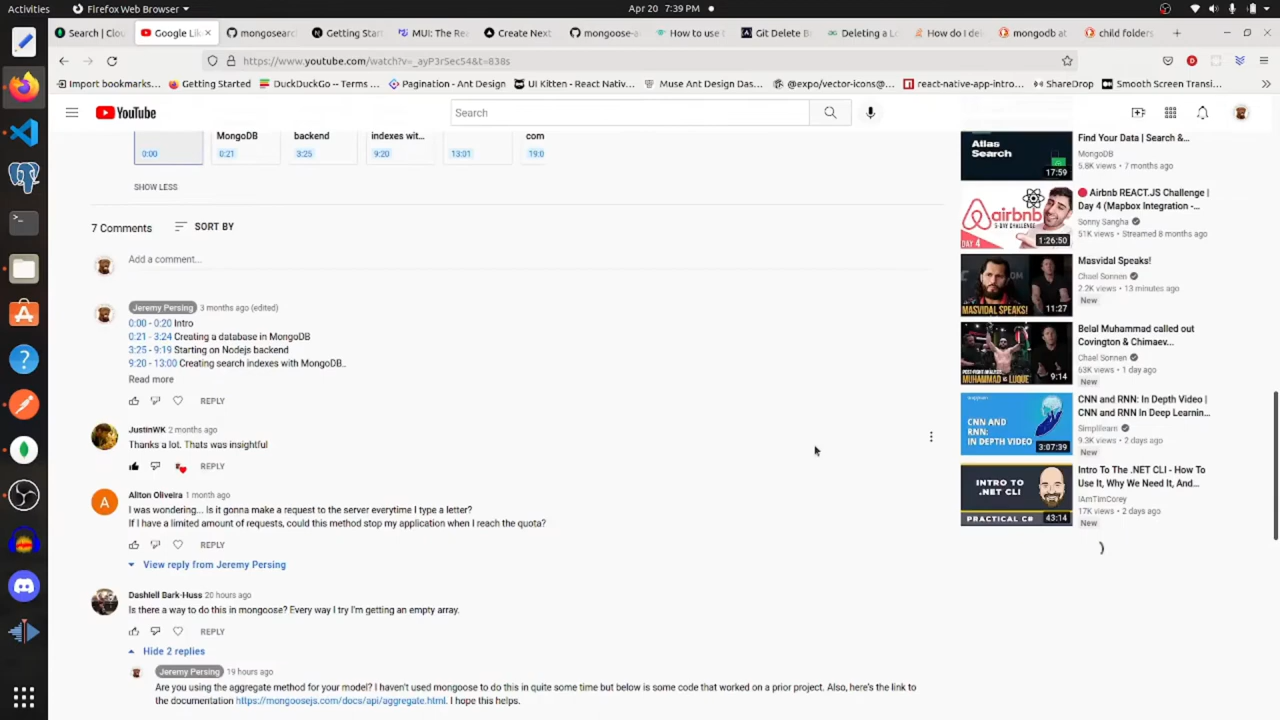 Activities
Firefox Web Browser
Apr 20 7:39 PM
Search | Clou
Google Lik
mongosearc
Getting Starte
MUI: The Rea
Create Next
mongoose-a
How to use t
Git Delete B
Deleting a Lo
How do I del
mongodb at
child folders
https://www.youtube.com/watch?v=_ayP3rSec54&t=838s
Import bookmarks...
Getting Started
DuckDuckGo -- Terms ...
Pagination - Ant Design
UI Kitten - React Nativ...
Muse Ant Design Das...
@expo/vector-icons@...
react-native-app-intro...
ShareDrop
Smooth Screen Transi...
YouTube
Search
MongoDB
backend
indexes wit...
com
0:00
0:21
3:25
9:20
13:01
19:0
SHOW LESS
7 Comments
SORT BY
Add a comment...
Jeremy Persing 3 months ago (edited)
0:00 - 0:20 Intro
0:21 - 3:24 Creating a database in MongoDB
3:25 - 9:19 Starting on Nodejs backend
9:20 - 13:00 Creating search indexes with MongoDB..
Read more
REPLY
JustinWK 2 months ago
Thanks a lot. Thats was insightful
REPLY
A
Ailton Oliveira 1 month ago
I was wondering... Is it gonna make a request to the server everytime I type a letter?
If I have a limited amount of requests, could this method stop my application when I reach the quota?
REPLY
View reply from Jeremy Persing
Dashiell Bark-Huss 20 hours ago
Is there a way to do this in mongoose? Every way I try I'm getting an empty array.
REPLY
Hide 2 replies
Jeremy Persing 19 hours ago
Are you using the aggregate method for your model? I haven't used mongoose to do this in quite some time but below is some code that worked on a prior project. Also, here's the link to
the documentation https://mongoosejs.com/docs/api/aggregate.html. I hope this helps.
Atlas
Search
17:59
Find Your Data | Search &...
MongoDB
5.8K views • 7 months ago
airbnb
5-DAY CHALLENGE
DAY 4
1:26:50
Airbnb REACT.JS Challenge |
Day 4 (Mapbox Integration -...
Sonny Sangha
51K views • Streamed 8 months ago
MASVIDAL SPEAKS!
11:27
Masvidal Speaks!
Chael Sonnen
2.2K views • 13 minutes ago
New
MUHAMMAD vs LUQUE
9:14
Belal Muhammad called out
Covington & Chimaev...
Chael Sonnen
63K views • 1 day ago
New
simplilearn
CNN AND
RNN:
IN DEPTH VIDEO
3:07:39
CNN and RNN: In Depth Video |
CNN and RNN In Deep Learnin...
Simplilearn
9.3K views • 2 days ago
New
INTRO TO
.NET CLI
PRACTICAL C#
43:14
Intro To The .NET CLI - How To
Use It, Why We Need It, And...
IAmTimCorey
17K views • 2 days ago
New